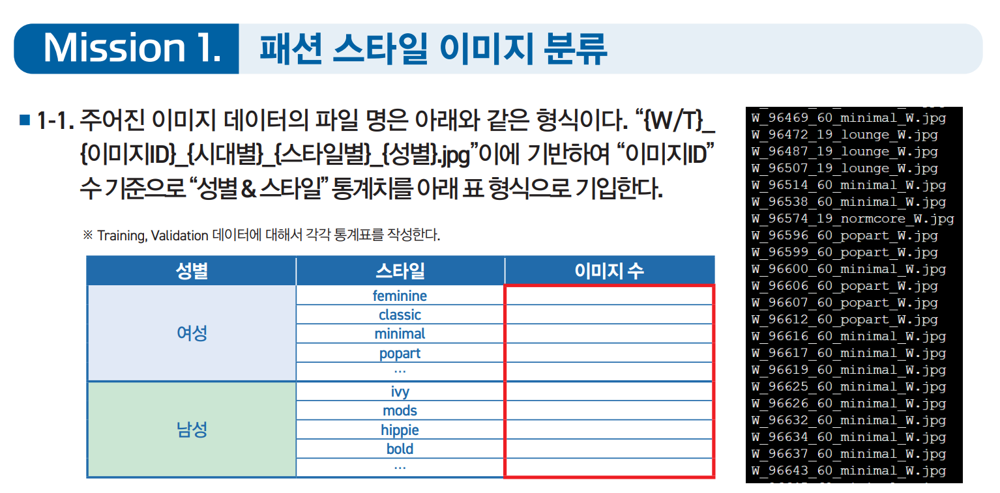 Mission 1. 패션 스타일 이미지 분류
■ 1-1. 주어진 이미지 데이터의 파일 명은 아래와 같은 형식이다. “{W/T}_
{이미지ID}_{시대별}_{스타일별}_{성별}.jpg”이에 기반하여 “이미지ID”
수 기준으로 “성별 & 스타일” 통계치를 아래 표 형식으로 기입한다.
※ Training, Validation 데이터에 대해서 각각 통계표를 작성한다.
성별 스타일 이미지 수
여성
feminine
classic
minimal
popart
...
남성
ivy
mods
hippie
bold
...
W_96469_60_minimal_W.jpg
W_96472_19_lounge_W.jpg
W_96487_19_lounge_W.jpg
W_96507_19_lounge_W.jpg
W_96514_60_minimal_W.jpg
W_96538_60_minimal_W.jpg
W_96574_19_normcore_W.jpg
W_96596_60_popart_W.jpg
W_96599_60_popart_W.jpg
W_96600_60_minimal_W.jpg
W_96606_60_popart_W.jpg
W_96607_60_popart_W.jpg
W_96612_60_popart_W.jpg
W_96616_60_minimal_W.jpg
W_96617_60_minimal_W.jpg
W_96619_60_minimal_W.jpg
W_96625_60_minimal_W.jpg
W_96626_60_minimal_W.jpg
W_96632_60_minimal_W.jpg
W_96634_60_minimal_W.jpg
W_96637_60_minimal_W.jpg
W_96643_60_minimal_W.jpg